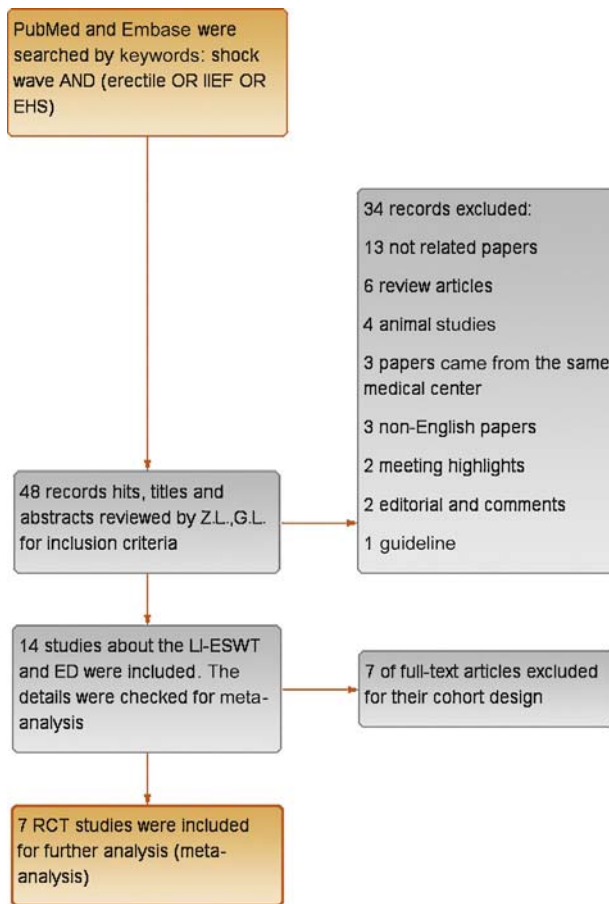 PubMed and Embase were
searched by keywords: shock
wave AND (erectile OR IIEF OR
EHS)
34 records excluded:
13 not related papers
6 review articles
4 animal studies
3 papers came from the same
medical center
3 non-English papers
2 meeting highlights
2 editorial and comments
1 guideline
48 records hits, titles and
abstracts reviewed by Z.L.,G.L.
for inclusion criteria
14 studies about the LI-ESWT
and ED were included. The
details were checked for meta-
analysis
7 of full-text articles excluded
for their cohort design
7 RCT studies were included
for further analysis (meta-
analysis)